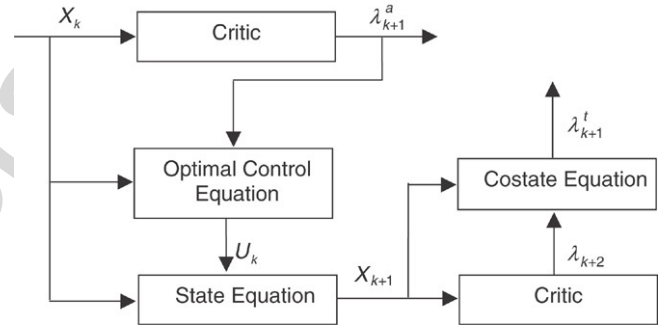 X_k
Critic
λ^a_{k+1}
λ^t_{k+1}
Optimal Control
Equation
Costate Equation
U_k
X_{k+1}
λ_{k+2}
State Equation
Critic